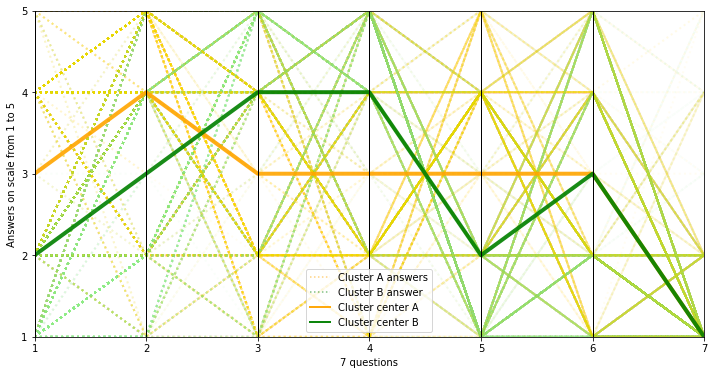 5
4
3
2
1
Answers on scale from 1 to 5
Cluster A answers
Cluster B answer
Cluster center A
Cluster center B
1 2 3 4 5 6 7
7 questions